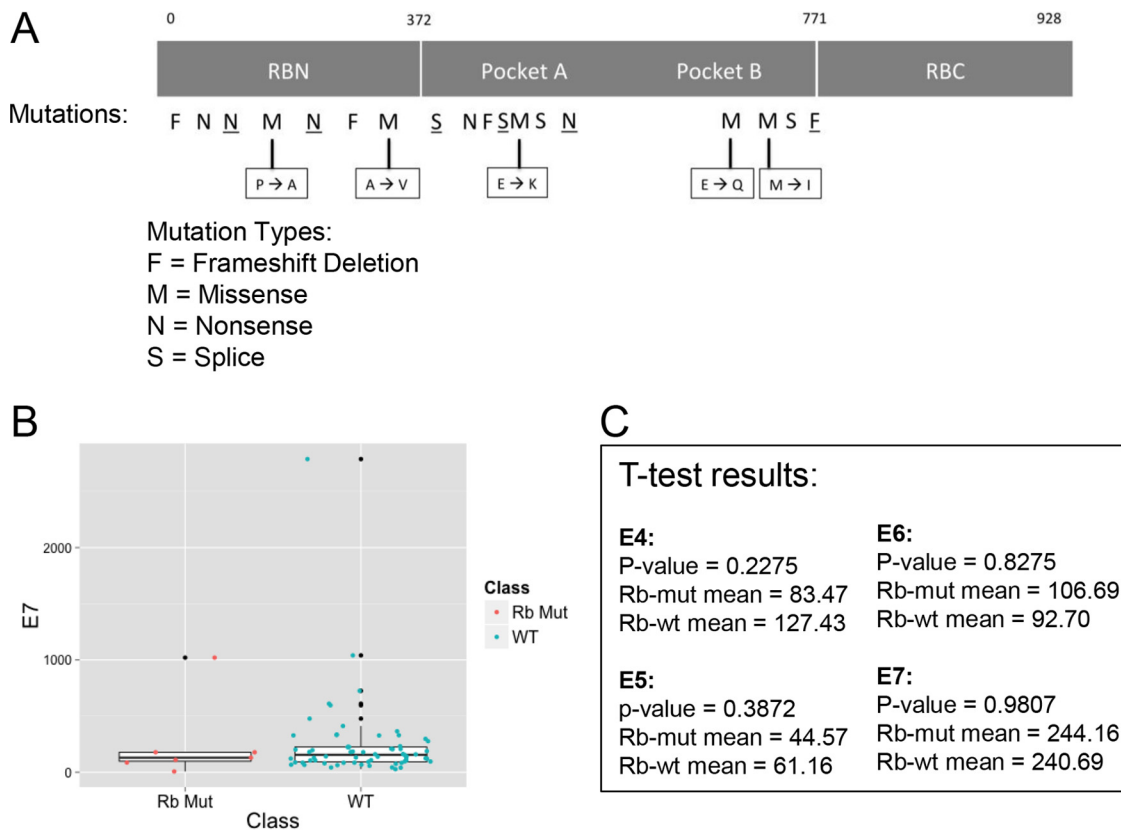 A
0 372 771 928
RBN Pocket A Pocket B RBC
Mutations: F N N M N F M S N F S M S N M M S F
P → A A → V E → K E → Q M → I
Mutation Types:
F = Frameshift Deletion
M = Missense
N = Nonsense
S = Splice
B
E7
2000
1000
0
Rb Mut WT
Class
Class
Rb Mut
WT
C
T-test results:
E4:
P-value = 0.2275
Rb-mut mean = 83.47
Rb-wt mean = 127.43
E6:
P-value = 0.8275
Rb-mut mean = 106.69
Rb-wt mean = 92.70
E5:
p-value = 0.3872
Rb-mut mean = 44.57
Rb-wt mean = 61.16
E7:
P-value = 0.9807
Rb-mut mean = 244.16
Rb-wt mean = 240.69